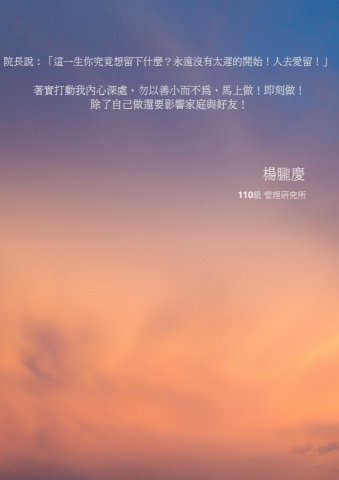 院長說：「這一生你究竟想留下什麼？永遠沒有太遲的開始！人去愛留！」
著實打動我內心深處，勿以善小而不為，馬上做！即刻做！
除了自己做還要影響家庭與好友！
楊朧慶
110級 管理研究所